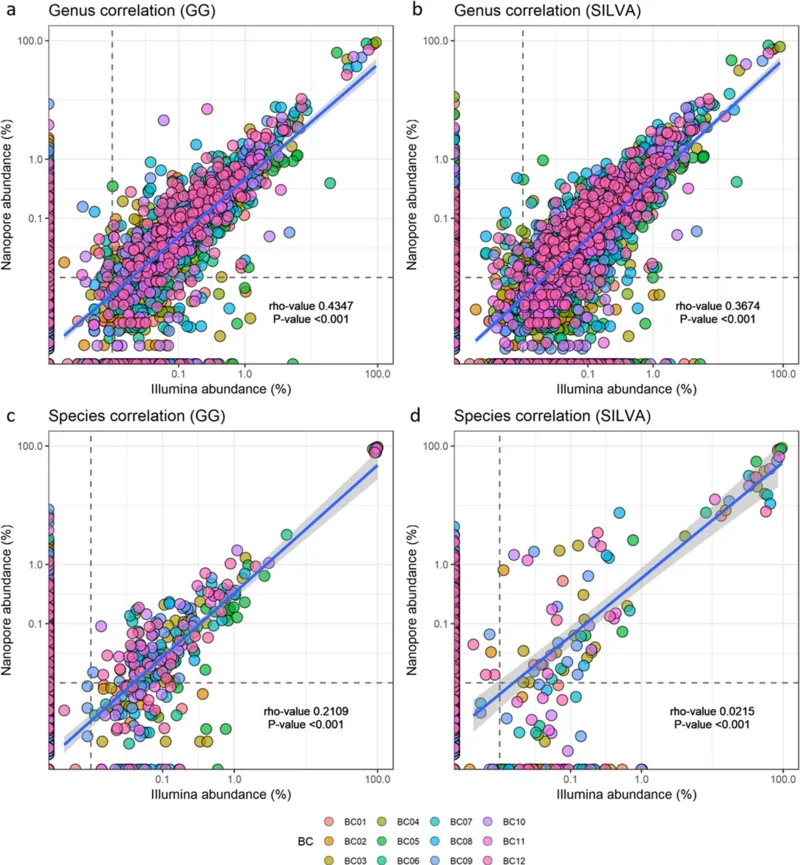 a Genus correlation (GG)
100.0
1.0
0.1
Nanopore abundance (%)
rho-value 0.4347
P-value <0.001
0.1 1.0 100.0
Illumina abundance (%)
b Genus correlation (SILVA)
100.0
1.0
0.1
Nanopore abundance (%)
rho-value 0.3674
P-value <0.001
0.1 1.0 100.0
Illumina abundance (%)
c Species correlation (GG)
100.0
1.0
0.1
Nanopore abundance (%)
rho-value 0.2109
P-value <0.001
0.1 1.0 100.0
Illumina abundance (%)
d Species correlation (SILVA)
100.0
1.0
0.1
Nanopore abundance (%)
rho-value 0.0215
P-value <0.001
0.1 1.0 100.0
Illumina abundance (%)
BC01 BC04 BC07 BC10
BC BC02 BC05 BC08 BC11
BC03 BC06 BC09 BC12